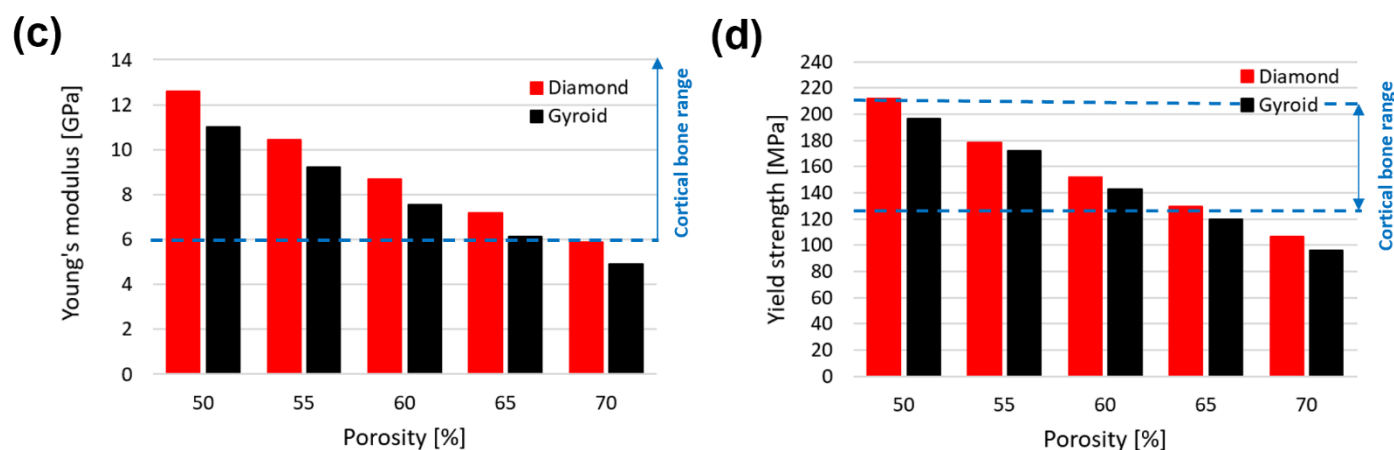 (c)
Young's modulus [GPa]
14
12
10
8
6
4
2
0
Diamond
Gyroid
Cortical bone range
50 55 60 65 70
Porosity [%]
(d)
Yield strength [MPa]
240
220
200
180
160
140
120
100
80
60
40
20
0
Diamond
Gyroid
Cortical bone range
50 55 60 65 70
Porosity [%]